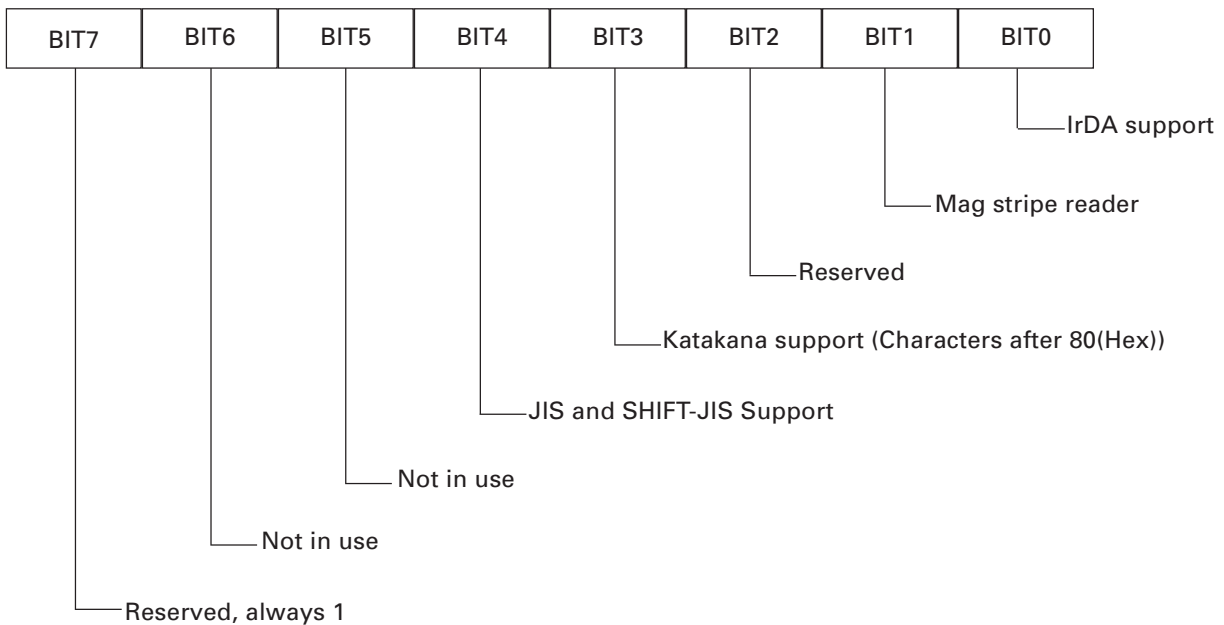 BIT7 BIT6 BIT5 BIT4 BIT3 BIT2 BIT1 BIT0
IrDA support
Mag stripe reader
Reserved
Katakana support (Characters after 80(Hex))
JIS and SHIFT-JIS Support
Not in use
Not in use
Reserved, always 1